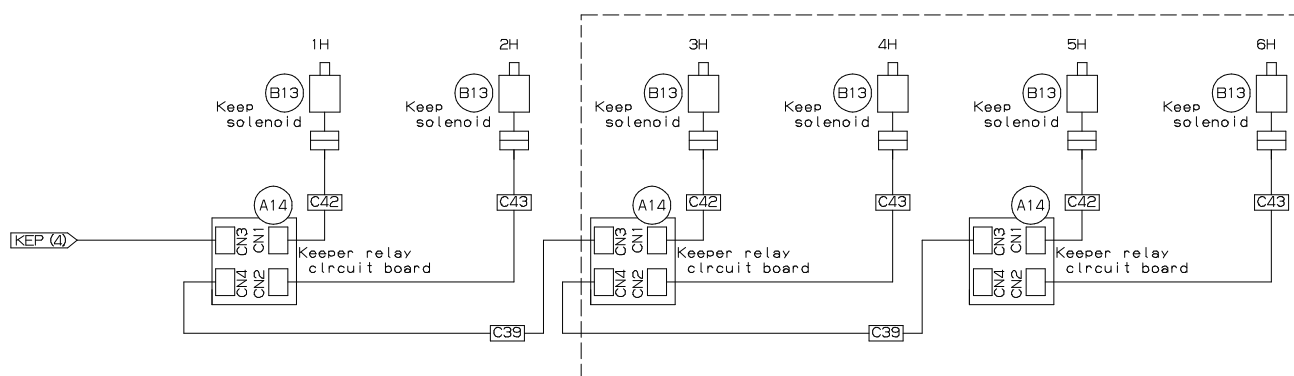 1H 2H 3H 4H 5H 6H
B13 B13 B13 B13 B13 B13
Keep Keep Keep Keep Keep Keep
solenoid solenoid solenoid solenoid solenoid solenoid
A14 C42 C43 A14 C42 C43 A14 C42 C43
KEP (4) CN3 CN1 CN3 CN1 CN3 CN1
Keeper relay Keeper relay Keeper relay
circuit board circuit board circuit board
CN4 CN2 CN4 CN2 CN4 CN2
C39 C39